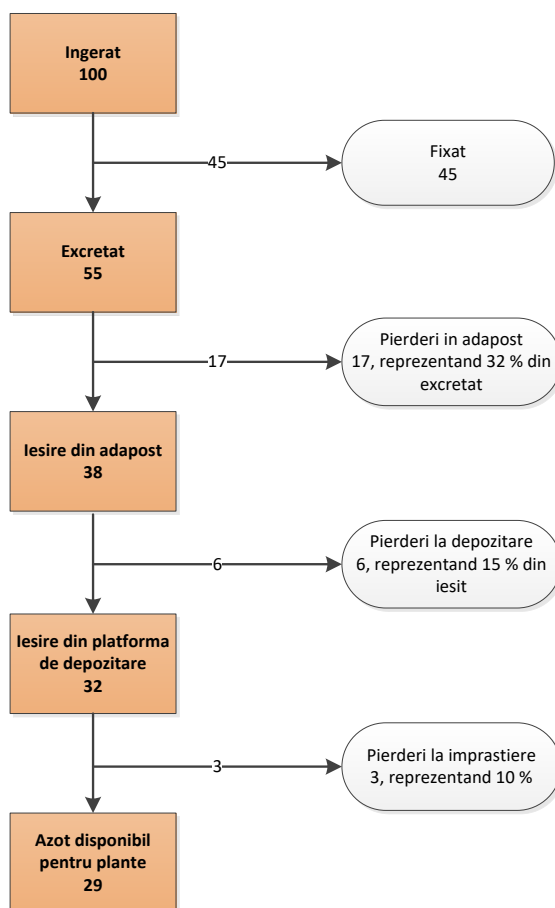 Ingerat
100
45
Fixat
45
Excretat
55
17
Pierderi in adapost
17, reprezentand 32 % din
excretat
Iesire din adapost
38
6
Pierderi la depozitare
6, reprezentand 15 % din
iesit
Iesire din platforma
de depozitare
32
3
Pierderi la imprastiere
3, reprezentand 10 %
Azot disponibil
pentru plante
29